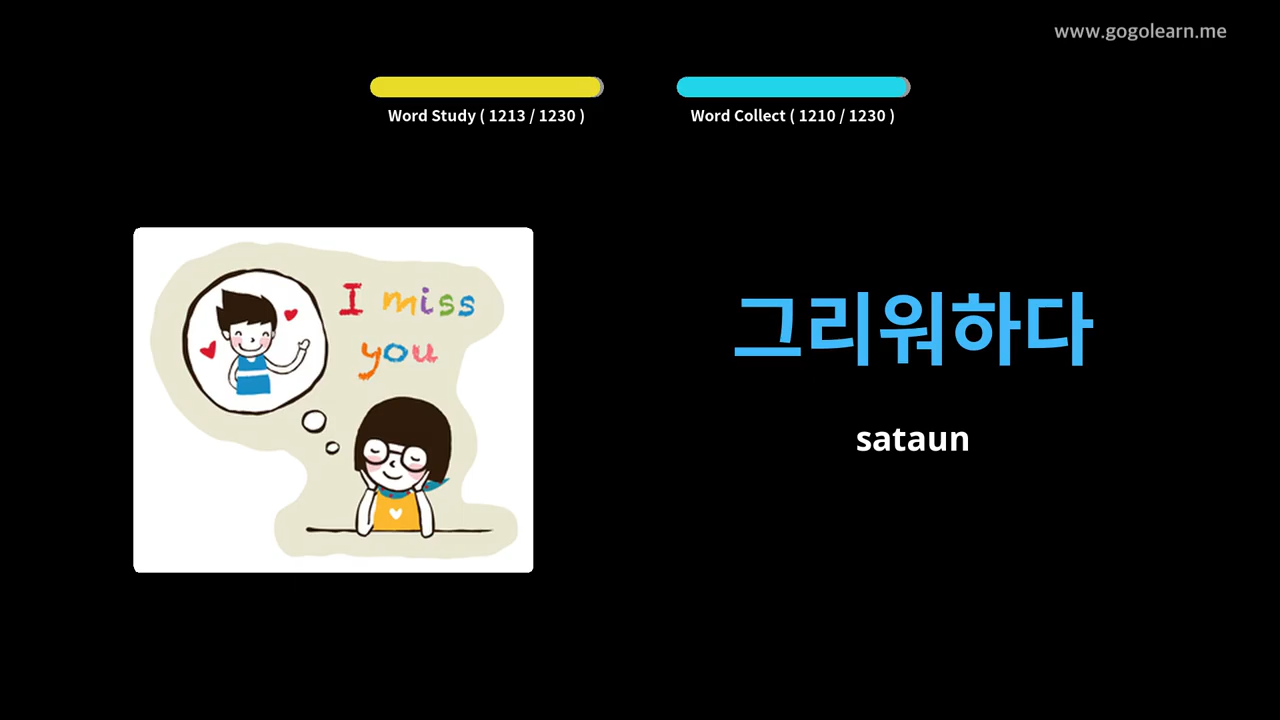 www.gogolearn.me
Word Study ( 1213 / 1230 )
Word Collect ( 1210 / 1230 )
I miss
you
그리워하다
sataun